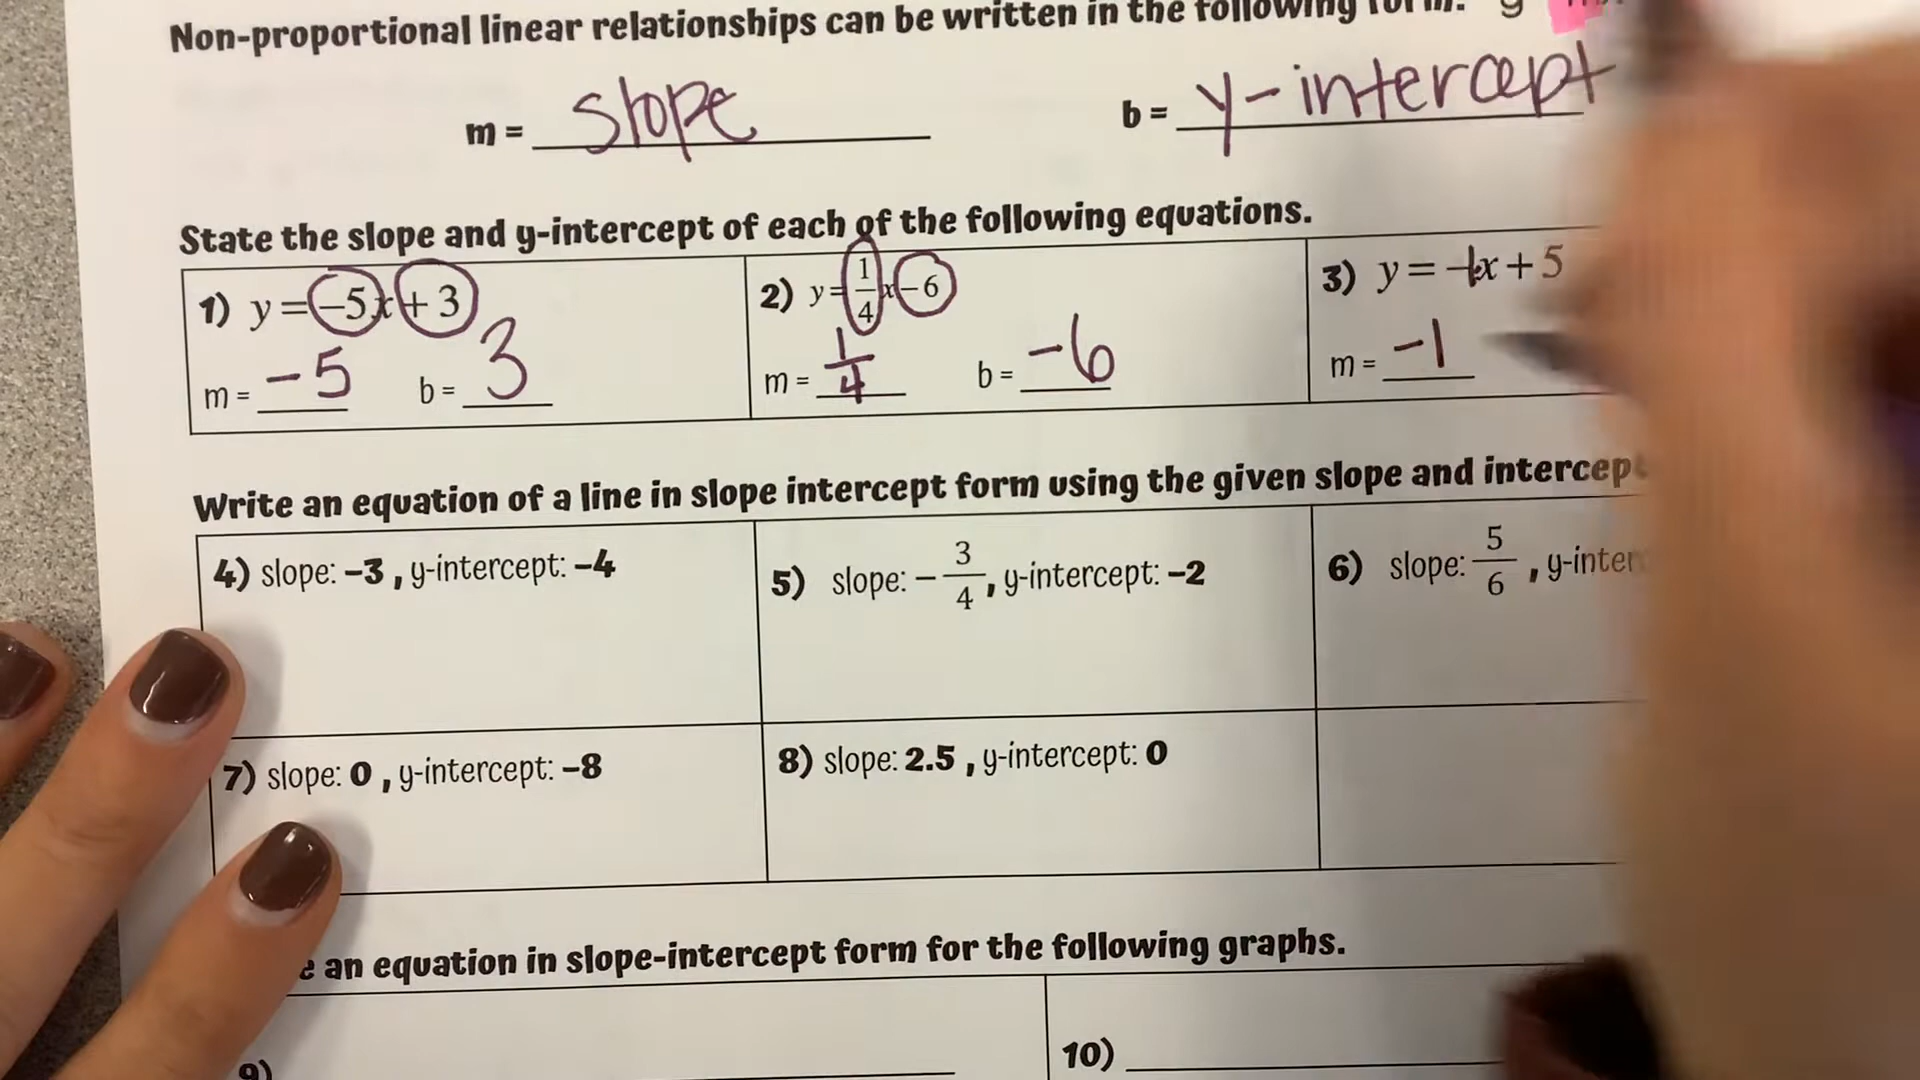 Non-proportional linear relationships can be written in the following form: y
m = slope b = y-intercept
State the slope and y-intercept of each of the following equations.
1) y = −5x + 3 2) y = 1/4 x − 6 3) y = −1x + 5
m = −5 b = 3 m = 1/4 b = −6 m = −1
Write an equation of a line in slope intercept form using the given slope and intercept
4) slope: −3 , y-intercept: −4 5) slope: − 3/4 , y-intercept: −2 6) slope: 5/6 , y-inter
7) slope: 0 , y-intercept: −8 8) slope: 2.5 , y-intercept: 0
e an equation in slope-intercept form for the following graphs.
9) 10)